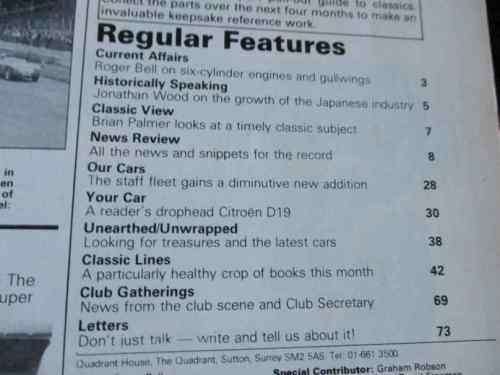 guide to classics.
the parts over the next four months to make an
invaluable keepsake reference work.
Regular Features
Current Affairs
Roger Bell on six-cylinder engines and gullwings 3
Historically Speaking
Jonathan Wood on the growth of the Japanese industry 5
Classic View
Brian Palmer looks at a timely classic subject 7
News Review
All the news and snippets for the record 8
Our Cars
The staff fleet gains a diminutive new addition 28
Your Car
A reader's drophead Citroën D19 30
Unearthed/Unwrapped
Looking for treasures and the latest cars 38
Classic Lines
A particularly healthy crop of books this month 42
Club Gatherings
News from the club scene and Club Secretary 69
Letters
Don't just talk — write and tell us about it! 73
Quadrant House, The Quadrant, Sutton, Surrey SM2 5AS. Tel: 01-661 3500.
Special Contributor: Graham Robson
in
en
of
el:
The
uper